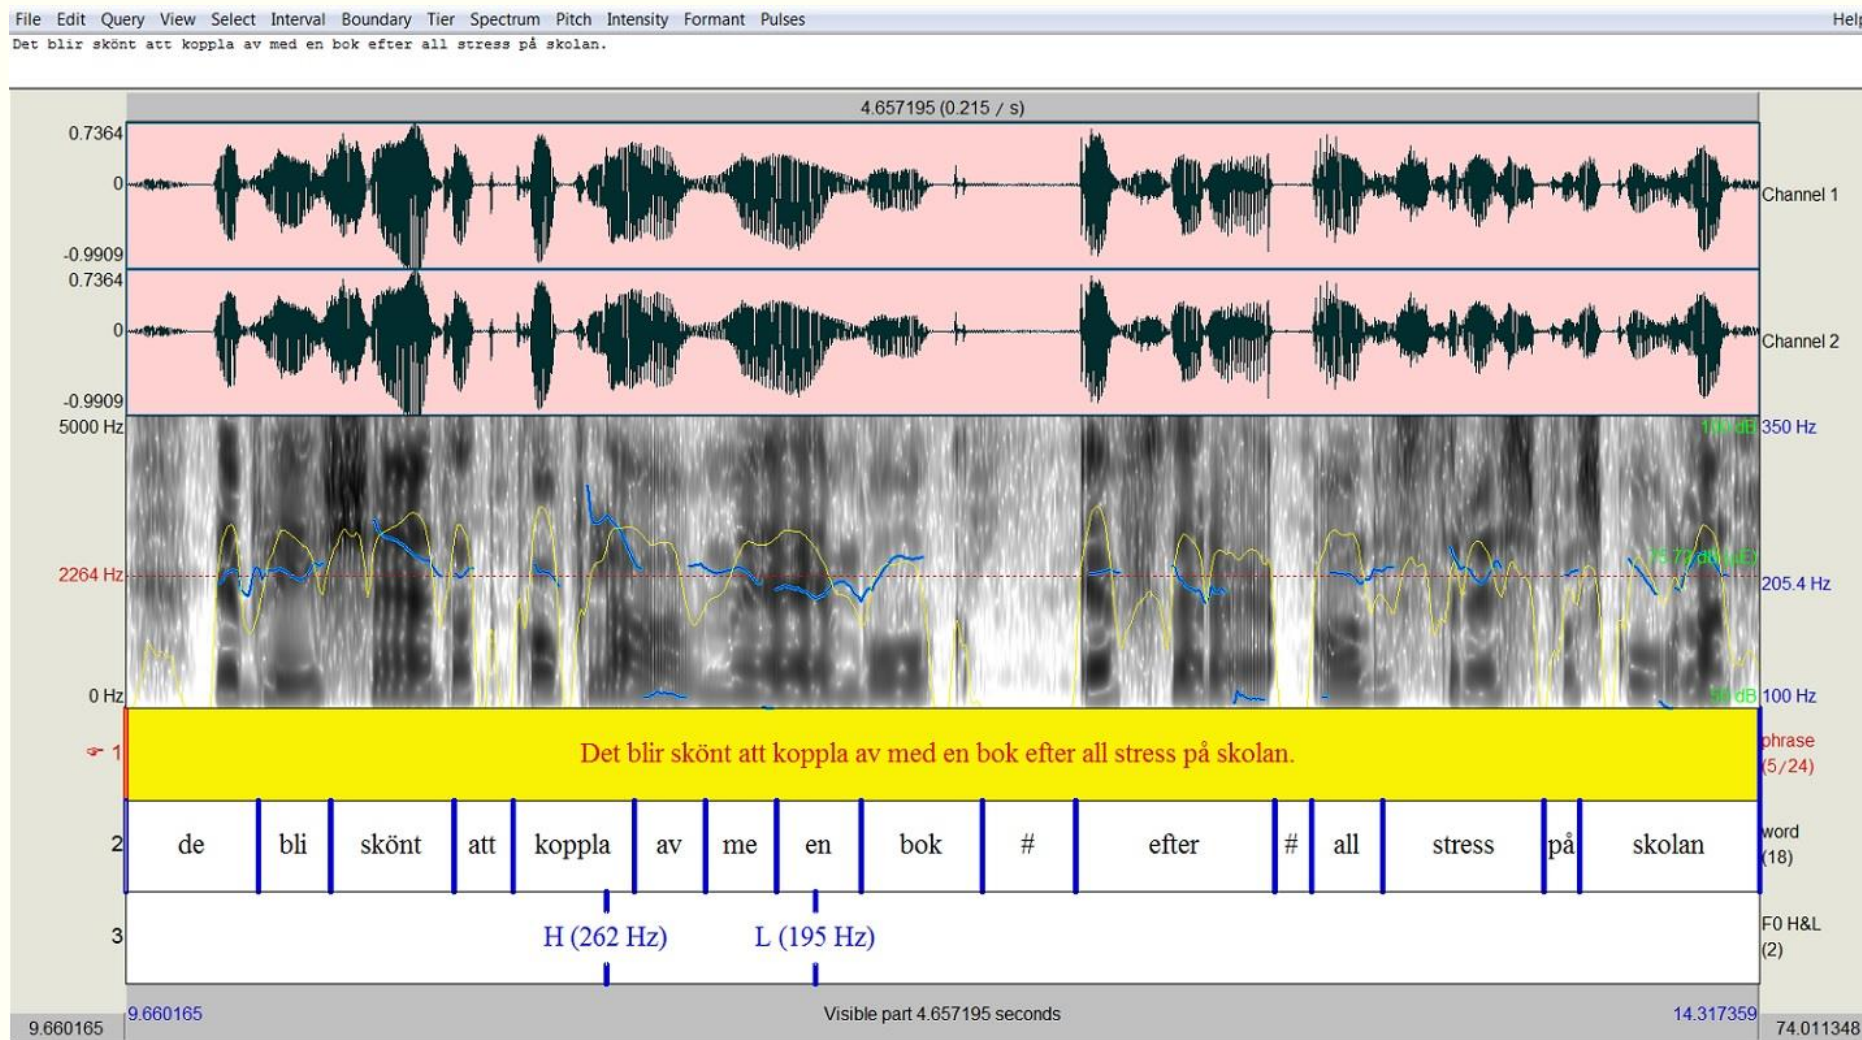 File Edit Query View Select Interval Boundary Tier Spectrum Pitch Intensity Formant Pulses Help
Det blir skönt att koppla av med en bok efter all stress på skolan.
4.657195 (0.215 / s)
0.7364
0
-0.9909
Channel 1
0.7364
0
-0.9909
Channel 2
5000 Hz
350 Hz
2264 Hz
205.4 Hz
0 Hz
100 Hz
1
Det blir skönt att koppla av med en bok efter all stress på skolan.
phrase
(5/24)
2
de bli skönt att koppla av me en bok # efter # all stress på skolan
word
(18)
3
H (262 Hz) L (195 Hz)
F0 H&L
(2)
9.660165
Visible part 4.657195 seconds
14.317359
9.660165
74.011348